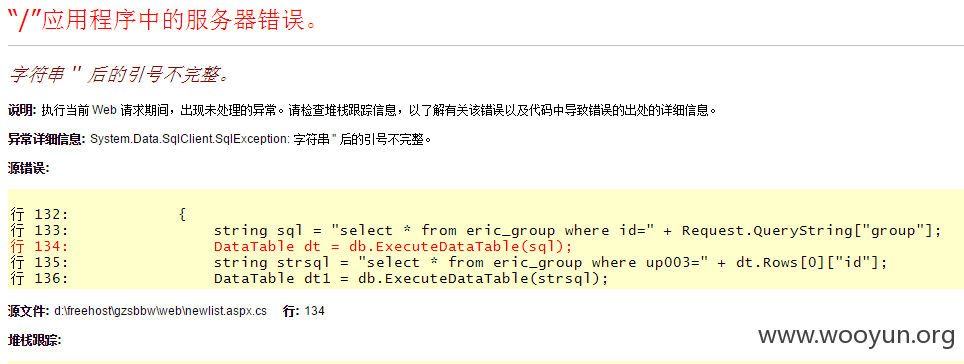 “/”应用程序中的服务器错误。
字符串 '' 后的引号不完整。
说明: 执行当前 Web 请求期间，出现未处理的异常。请检查堆栈跟踪信息，以了解有关该错误以及代码中导致错误的出处的详细信息。
异常详细信息: System.Data.SqlClient.SqlException: 字符串 '' 后的引号不完整。
源错误:
行 132:             {
行 133:                 string sql = "select * from eric_group where id=" + Request.QueryString["group"];
行 134:                 DataTable dt = db.ExecuteDataTable(sql);
行 135:                 string strsql = "select * from eric_group where up003=" + dt.Rows[0]["id"];
行 136:                 DataTable dt1 = db.ExecuteDataTable(strsql);
源文件: d:\freehost\gzsbbw\web\newlist.aspx.cs    行: 134
堆栈跟踪:
www.wooyun.org